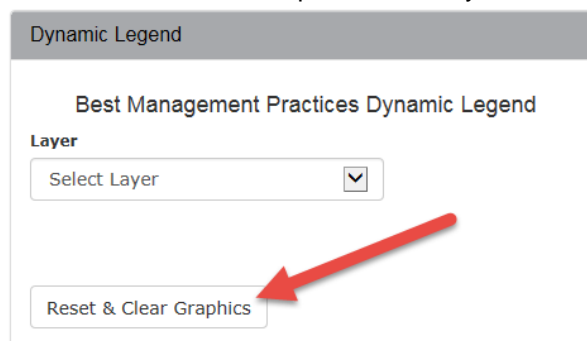 Dynamic Legend
Best Management Practices Dynamic Legend
Layer
Select Layer
Reset & Clear Graphics